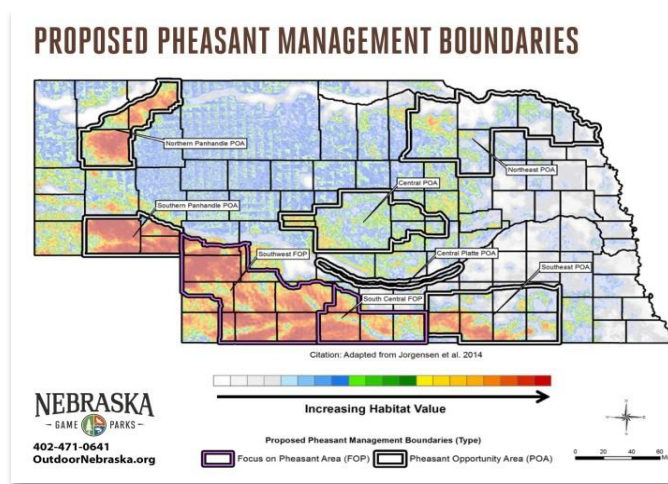 PROPOSED PHEASANT MANAGEMENT BOUNDARIES
Northern Panhandle POA
Northeast POA
Central POA
Southern Panhandle POA
Southwest FOP
Central Platte POA
Southeast POA
South Central FOP
Citation: Adapted from Jorgensen et al. 2014
Increasing Habitat Value
NEBRASKA
GAME PARKS
402-471-0641
OutdoorNebraska.org
Proposed Pheasant Management Boundaries (Type)
Focus on Pheasant Area (FOP)
Pheasant Opportunity Area (POA)
0 20 40 60